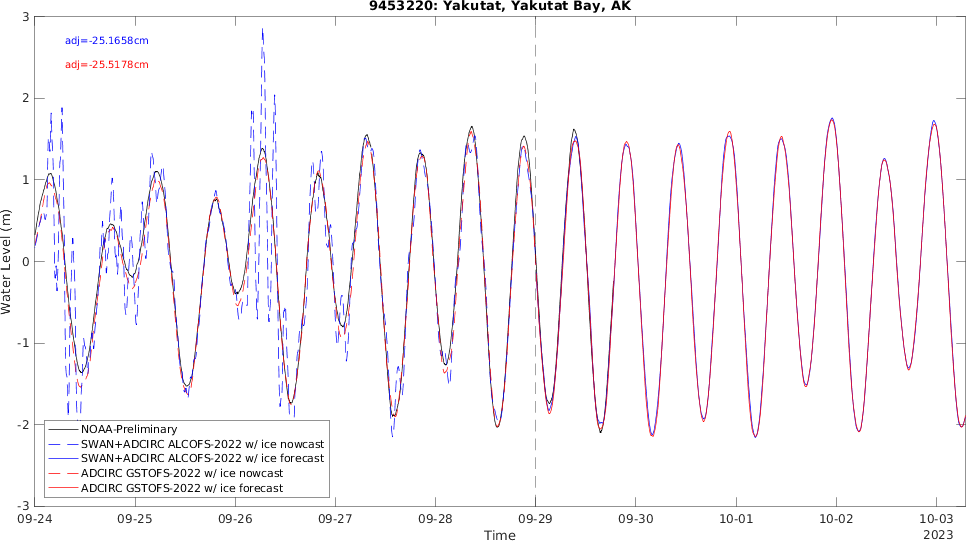 9453220: Yakutat, Yakutat Bay, AK
adj=-25.1658cm
adj=-25.5178cm
Water Level (m)
3
2
1
0
-1
-2
-3
NOAA-Preliminary
SWAN+ADCIRC ALCOFS-2022 w/ ice nowcast
SWAN+ADCIRC ALCOFS-2022 w/ ice forecast
ADCIRC GSTOFS-2022 w/ ice nowcast
ADCIRC GSTOFS-2022 w/ ice forecast
09-24 09-25 09-26 09-27 09-28 09-29 09-30 10-01 10-02 10-03
Time
2023